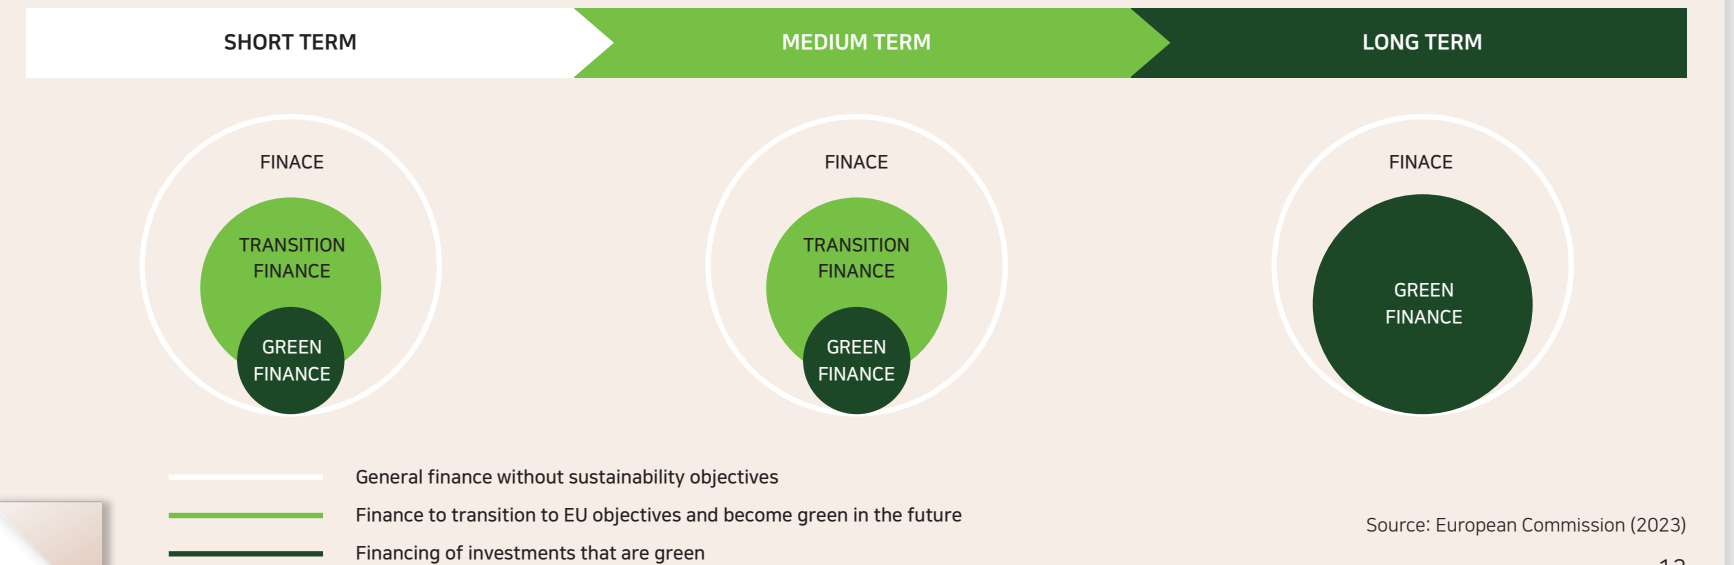 SHORT TERM
MEDIUM TERM
LONG TERM
FINACE
TRANSITION
FINANCE
GREEN
FINANCE
FINACE
TRANSITION
FINANCE
GREEN
FINANCE
FINACE
GREEN
FINANCE
General finance without sustainability objectives
Finance to transition to EU objectives and become green in the future
Financing of investments that are green
Source: European Commission (2023)